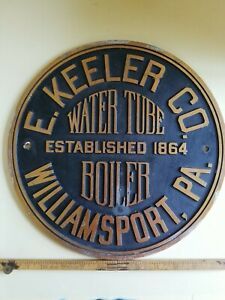 E. KEELER CO.
WATER TUBE
ESTABLISHED 1864
BOILER
WILLIAMSPORT, PA.